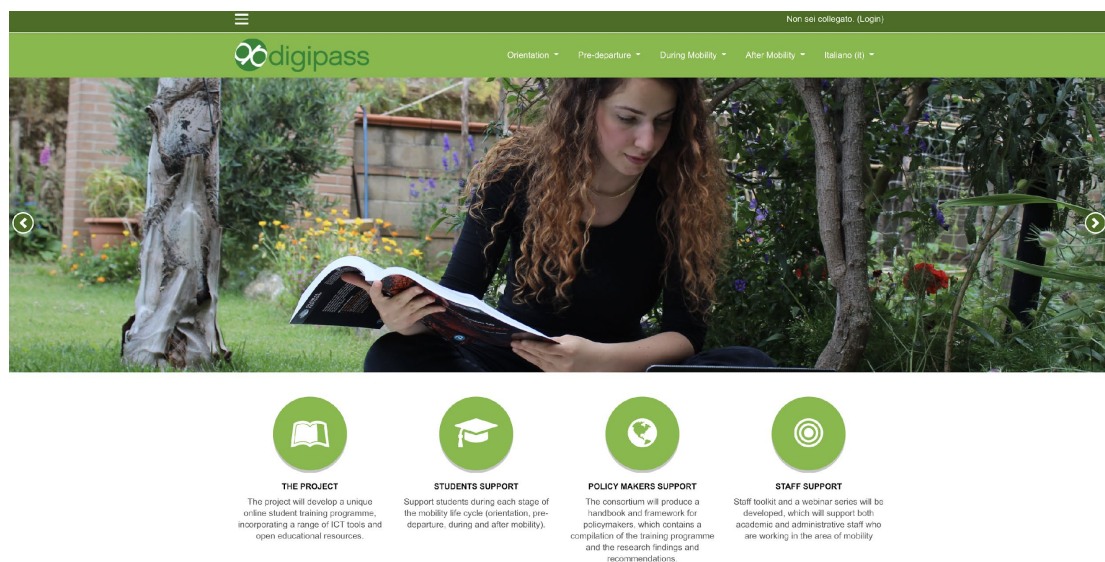 Non sei collegato. (Login)
digipass
Orientation
Pre-departure
During Mobility
After Mobility
Italiano (it)
THE PROJECT
The project will develop a unique
online student training programme,
incorporating a range of ICT tools and
open educational resources.
STUDENTS SUPPORT
Support students during each stage of
the mobility life cycle (orientation, pre-
departure, during and after mobility).
POLICY MAKERS SUPPORT
The consortium will produce a
handbook and framework for
policymakers, which contains a
compilation of the training programme
and the research findings and
recommendations.
STAFF SUPPORT
Staff toolkit and a webinar series will be
developed, which will support both
academic and administrative staff who
are working in the area of mobility